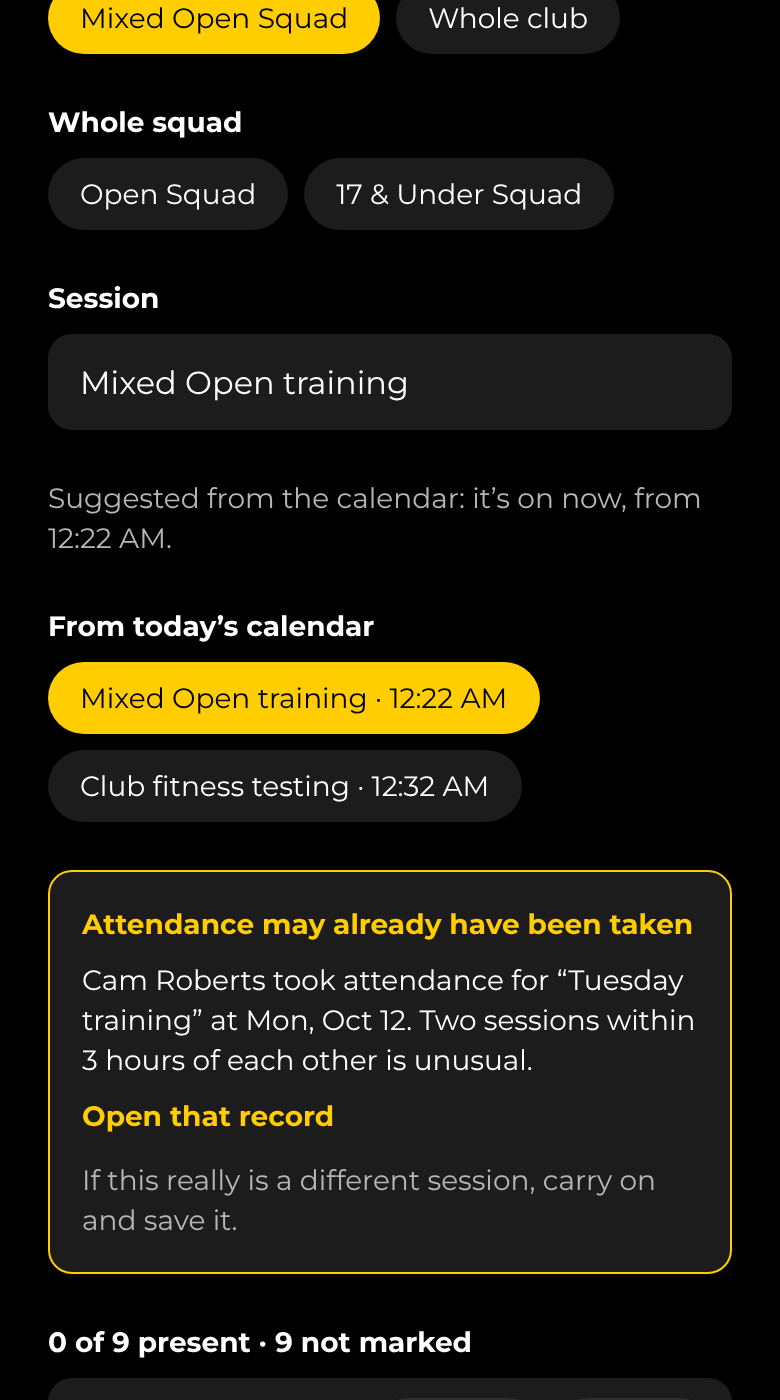 Mixed Open Squad
Whole club
Whole squad
Open Squad
17 & Under Squad
Session
Mixed Open training
Suggested from the calendar: it’s on now, from
12:22 AM.
From today’s calendar
Mixed Open training · 12:22 AM
Club fitness testing · 12:32 AM
Attendance may already have been taken
Cam Roberts took attendance for “Tuesday
training” at Mon, Oct 12. Two sessions within
3 hours of each other is unusual.
Open that record
If this really is a different session, carry on
and save it.
0 of 9 present · 9 not marked